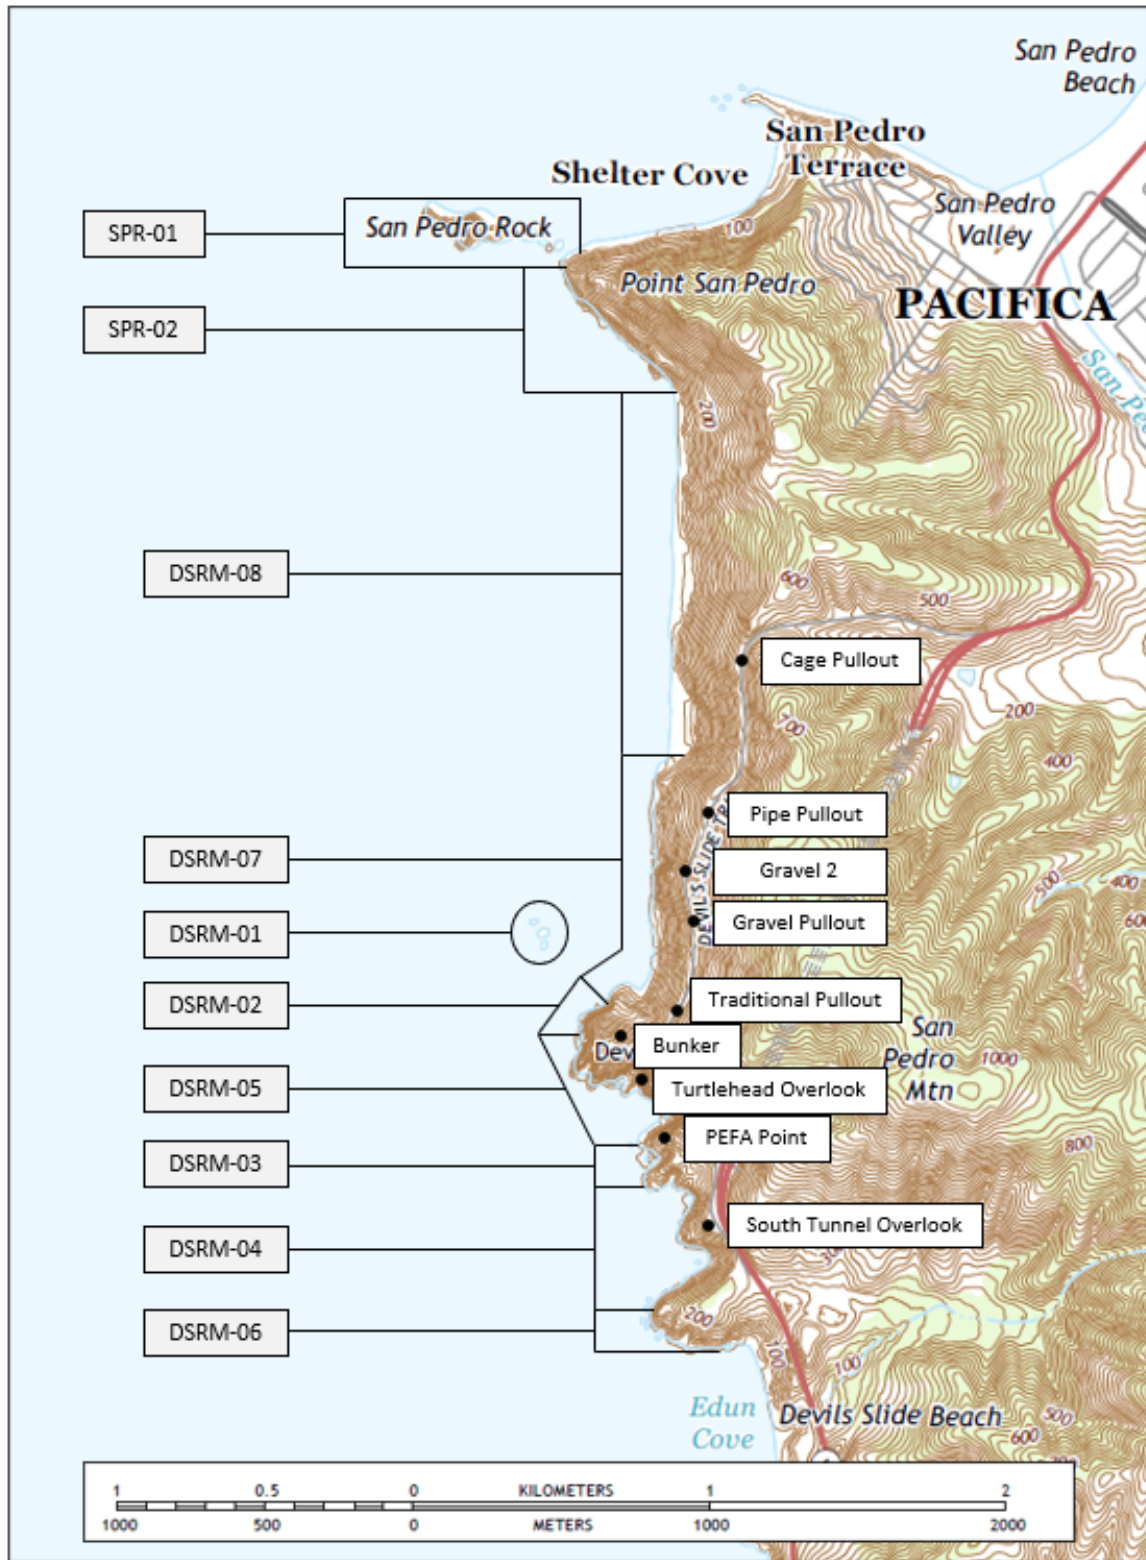 San Pedro
Beach
San Pedro
Terrace
Shelter Cove
San Pedro
Valley
SPR-01
San Pedro Rock
100
Point San Pedro
PACIFICA
SPR-02
200
DSRM-08
600
500
Cage Pullout
200
700
400
Pipe Pullout
DEVIL'S SLIDE
DSRM-07
Gravel 2
500
400
DSRM-01
Gravel Pullout
DSRM-02
Traditional Pullout
San
Pedro
Mtn
1000
Bunker
DSRM-05
Turtlehead Overlook
PEFA Point
800
DSRM-03
South Tunnel Overlook
DSRM-04
200
DSRM-06
100
100
Edun
Cove
Devils Slide Beach
500
600
1 0.5 0 KILOMETERS 1 2
1000 500 0 METERS 1000 2000